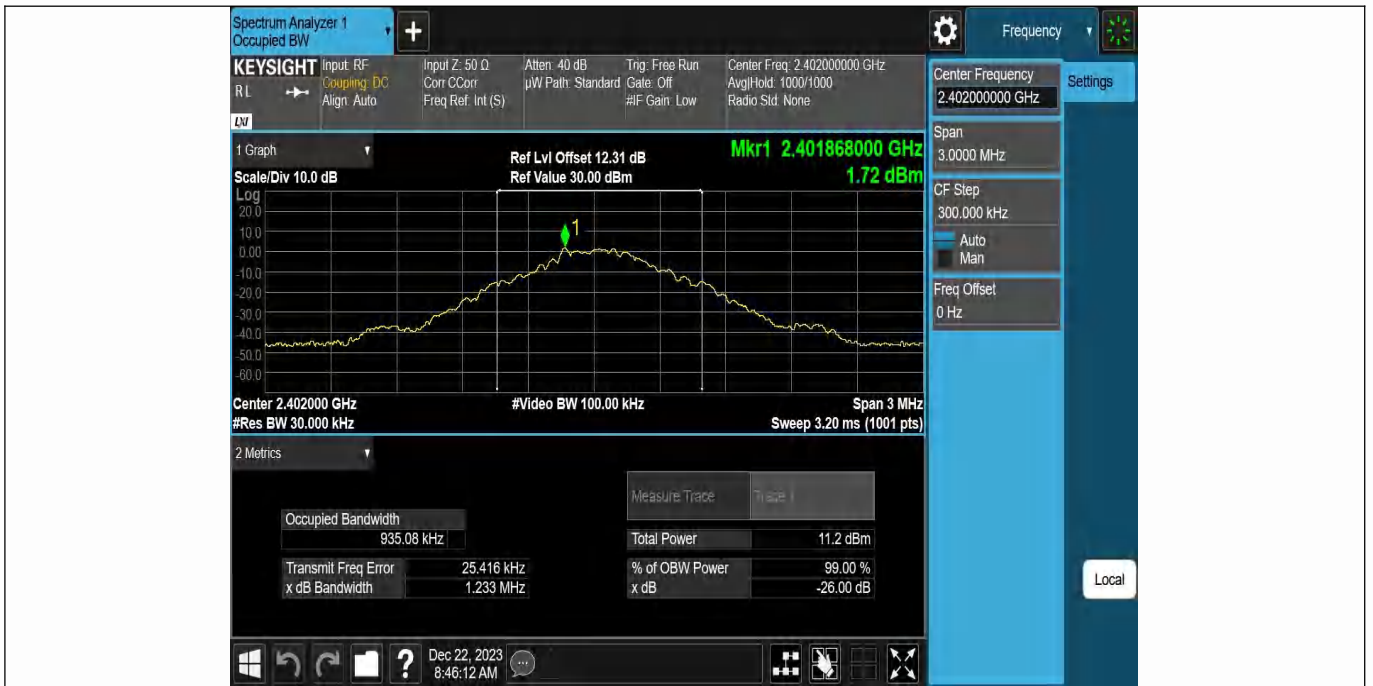 Spectrum Analyzer 1
Occupied BW
+
Frequency
KEYSIGHT
RL
LXI
Input: RF
Coupling: DC
Align: Auto
Input Z: 50 Ω
Corr CCorr
Freq Ref: Int (S)
Atten: 40 dB
µW Path: Standard
Trig: Free Run
Gate: Off
#IF Gain: Low
Center Freq: 2.402000000 GHz
Avg|Hold: 1000/1000
Radio Std: None
Center Frequency
2.402000000 GHz
Settings
Span
3.0000 MHz
CF Step
300.000 kHz
Auto
Man
Freq Offset
0 Hz
1 Graph
Scale/Div 10.0 dB
Ref Lvl Offset 12.31 dB
Ref Value 30.00 dBm
Mkr1 2.401868000 GHz
1.72 dBm
Log
20.0
10.0
0.00
-10.0
-20.0
-30.0
-40.0
-50.0
-60.0
1
Center 2.402000 GHz
#Video BW 100.00 kHz
Span 3 MHz
#Res BW 30.000 kHz
Sweep 3.20 ms (1001 pts)
2 Metrics
Measure Trace
Trace 1
Occupied Bandwidth
935.08 kHz
Total Power
11.2 dBm
Transmit Freq Error
25.416 kHz
% of OBW Power
99.00 %
x dB Bandwidth
1.233 MHz
x dB
-26.00 dB
Local
?
Dec 22, 2023
8:46:12 AM